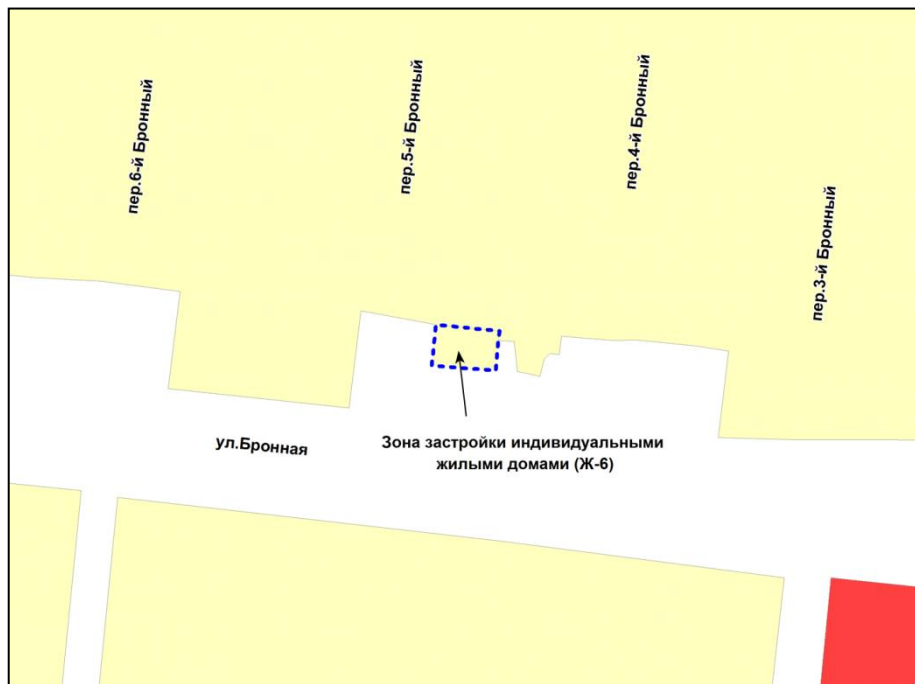 пер.6-й Бронный
пер.5-й Бронный
пер.4-й Бронный
пер.3-й Бронный
ул.Бронная
Зона застройки индивидуальными
жилыми домами (Ж-6)